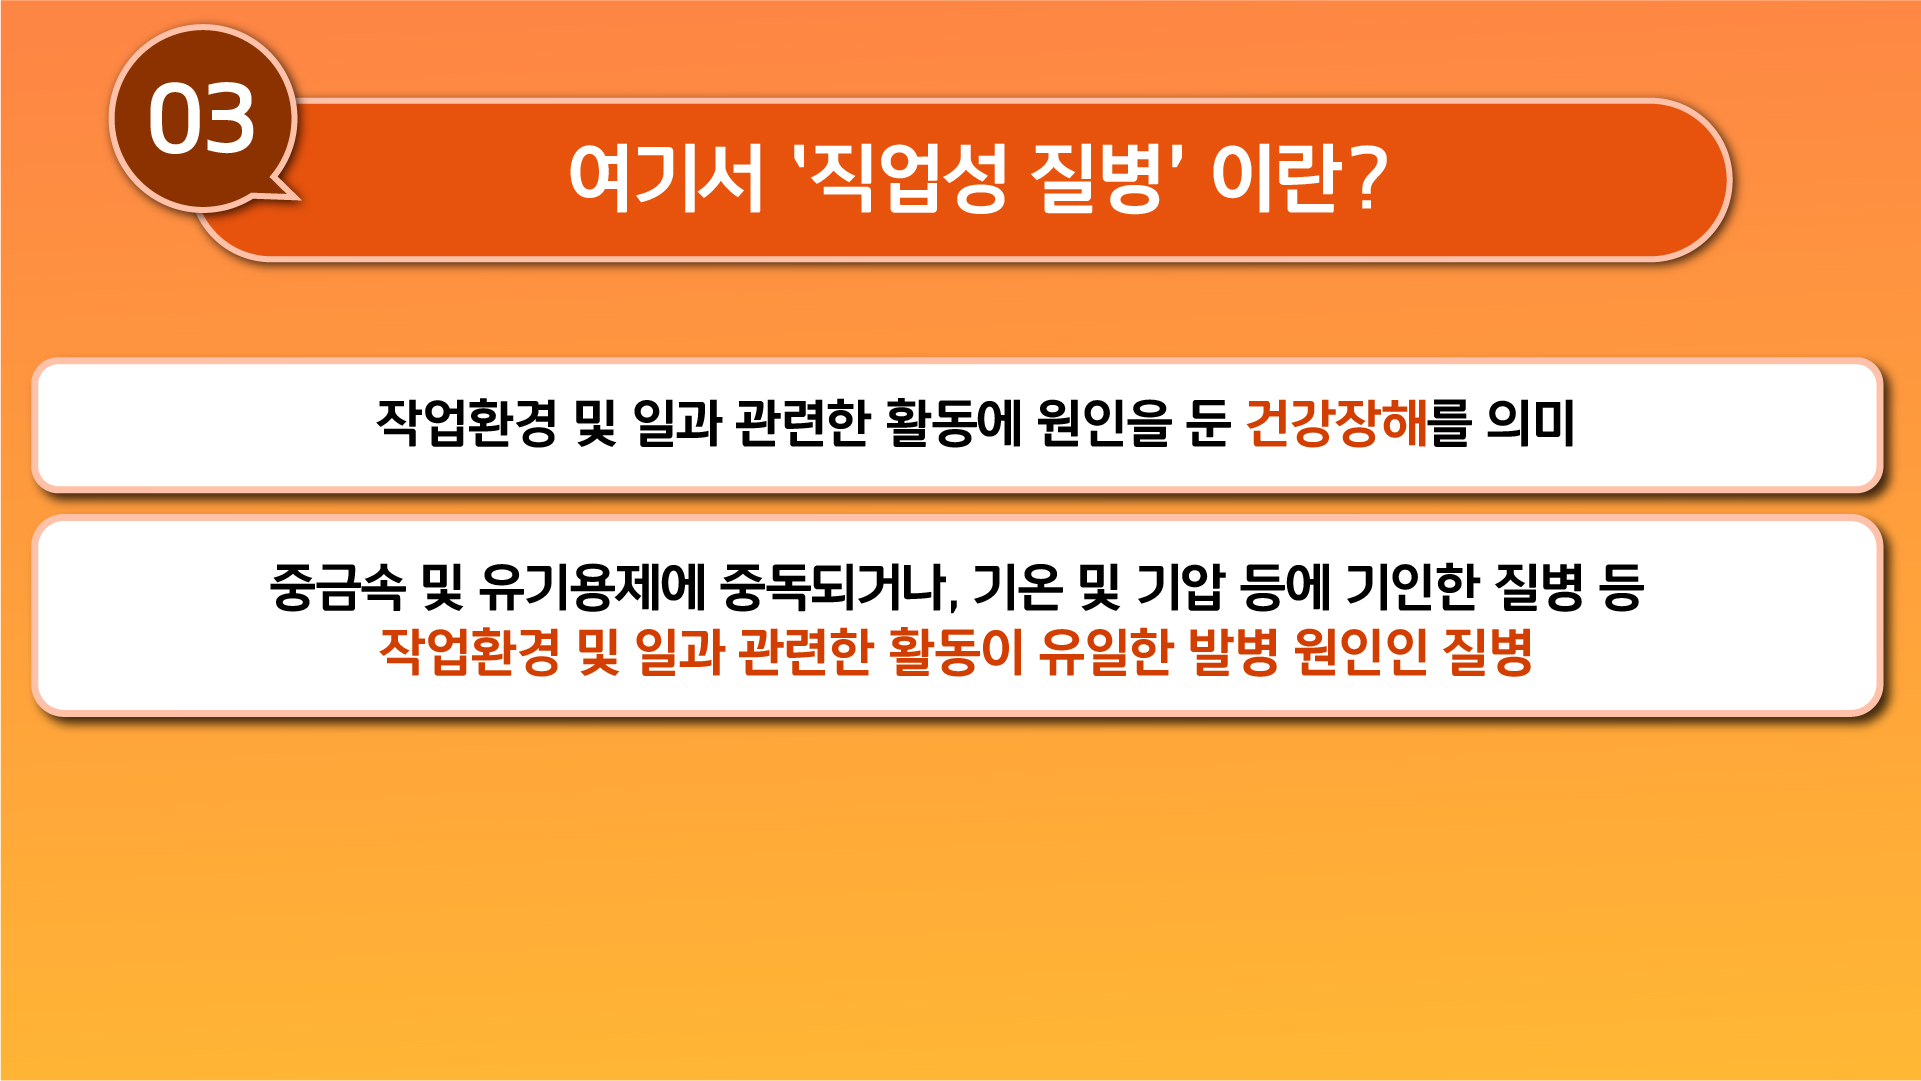 03
여기서 '직업성 질병' 이란?
작업환경 및 일과 관련한 활동에 원인을 둔 건강장해를 의미
중금속 및 유기용제에 중독되거나, 기온 및 기압 등에 기인한 질병 등
작업환경 및 일과 관련한 활동이 유일한 발병 원인인 질병